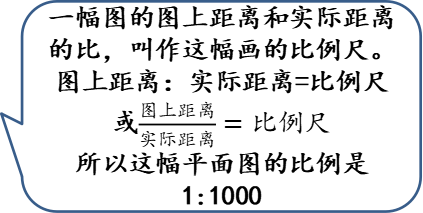 一幅图的图上距离和实际距离
的比，叫作这幅画的比例尺。
图上距离：实际距离=比例尺
或图上距离/实际距离 = 比例尺
所以这幅平面图的比例是
1:1000